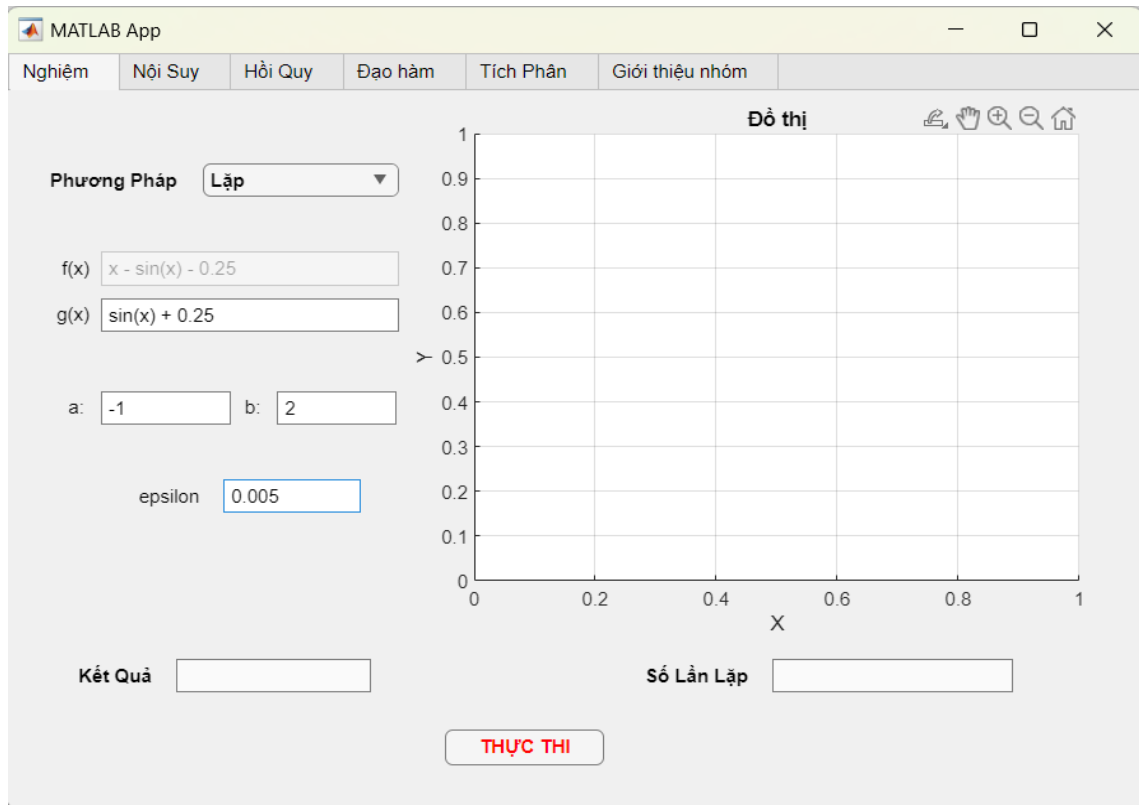 MATLAB App
Nghiệm Nội Suy Hồi Quy Đạo hàm Tích Phân Giới thiệu nhóm
Đồ thị
Phương Pháp Lặp
f(x) x - sin(x) - 0.25
g(x) sin(x) + 0.25
a: -1 b: 2
epsilon 0.005
1
0.9
0.8
0.7
0.6
Y 0.5
0.4
0.3
0.2
0.1
0
0 0.2 0.4 0.6 0.8 1
X
Kết Quả Số Lần Lặp
THỰC THI